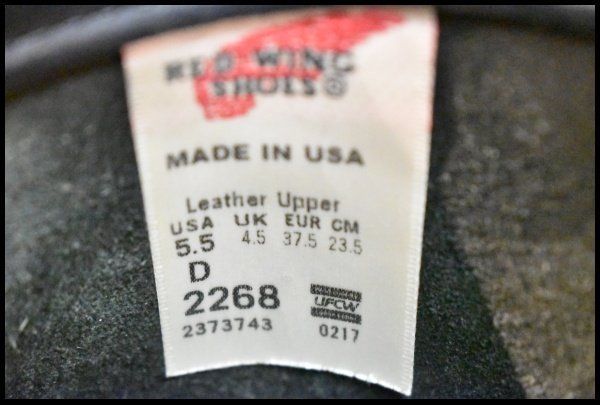 RED WING
SHOES®
MADE IN USA
Leather Upper
USA UK EUR CM
5.5 4.5 37.5 23.5
D
2268 UFCW
2373743 0217